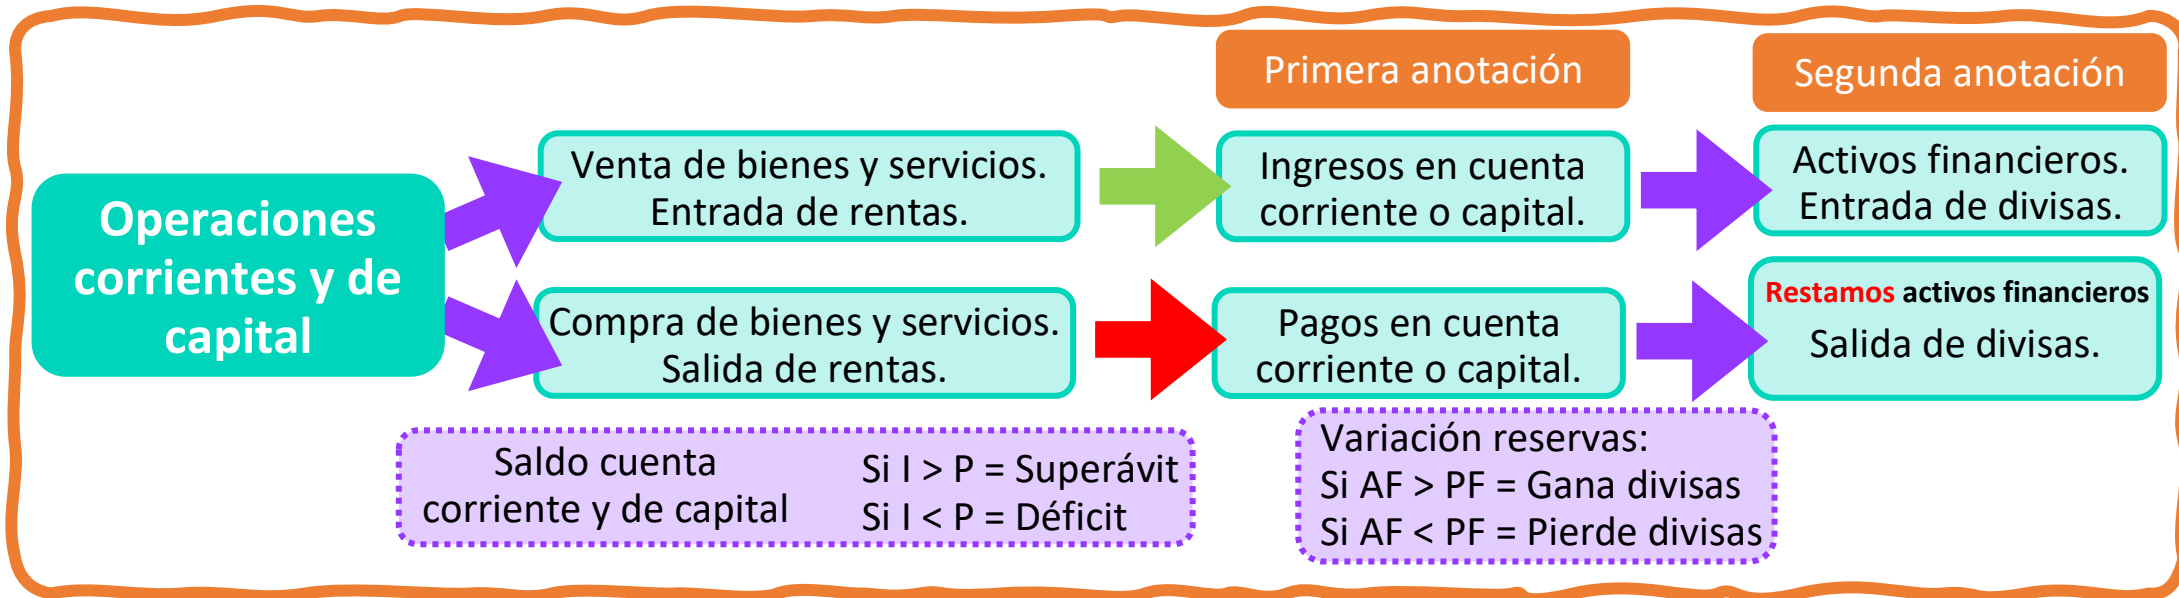 Primera anotación
Segunda anotación
Operaciones
corrientes y de
capital
Venta de bienes y servicios.
Entrada de rentas.
Ingresos en cuenta
corriente o capital.
Activos financieros.
Entrada de divisas.
Compra de bienes y servicios.
Salida de rentas.
Pagos en cuenta
corriente o capital.
Restamos activos financieros
Salida de divisas.
Saldo cuenta
corriente y de capital
Si I > P = Superávit
Si I < P = Déficit
Variación reservas:
Si AF > PF = Gana divisas
Si AF < PF = Pierde divisas